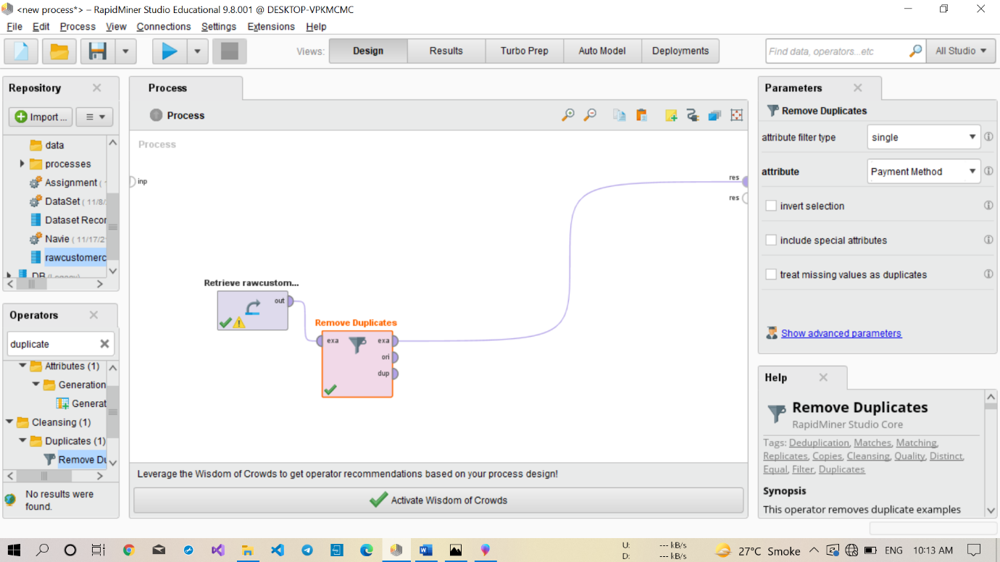 <new process*> – RapidMiner Studio Educational 9.8.001 @ DESKTOP-VPKMCMC
File Edit Process View Connections Settings Extensions Help
Views: Design Results Turbo Prep Auto Model Deployments
Find data, operators...etc All Studio
Repository
Import ...
data
processes
Assignment ( 1
DataSet ( 11/8/
Dataset Recor
Navie ( 11/17/2
rawcustomerc
DB (Legacy)
Operators
duplicate
Attributes (1)
Generation
Generat
Cleansing (1)
Duplicates (1)
Remove Du
No results were
found.
Process
Process
Process
inp
res
res
Retrieve rawcustom...
out
Remove Duplicates
exa exa
ori
dup
Leverage the Wisdom of Crowds to get operator recommendations based on your process design!
Activate Wisdom of Crowds
Parameters
Remove Duplicates
attribute filter type single
attribute Payment Method
invert selection
include special attributes
treat missing values as duplicates
Show advanced parameters
Help
Remove Duplicates
RapidMiner Studio Core
Tags: Deduplication, Matches, Matching,
Replicates, Copies, Cleansing, Quality, Distinct,
Equal, Filter, Duplicates
Synopsis
This operator removes duplicate examples
U: --- kB/s
D: --- kB/s
27°C Smoke ENG 10:13 AM